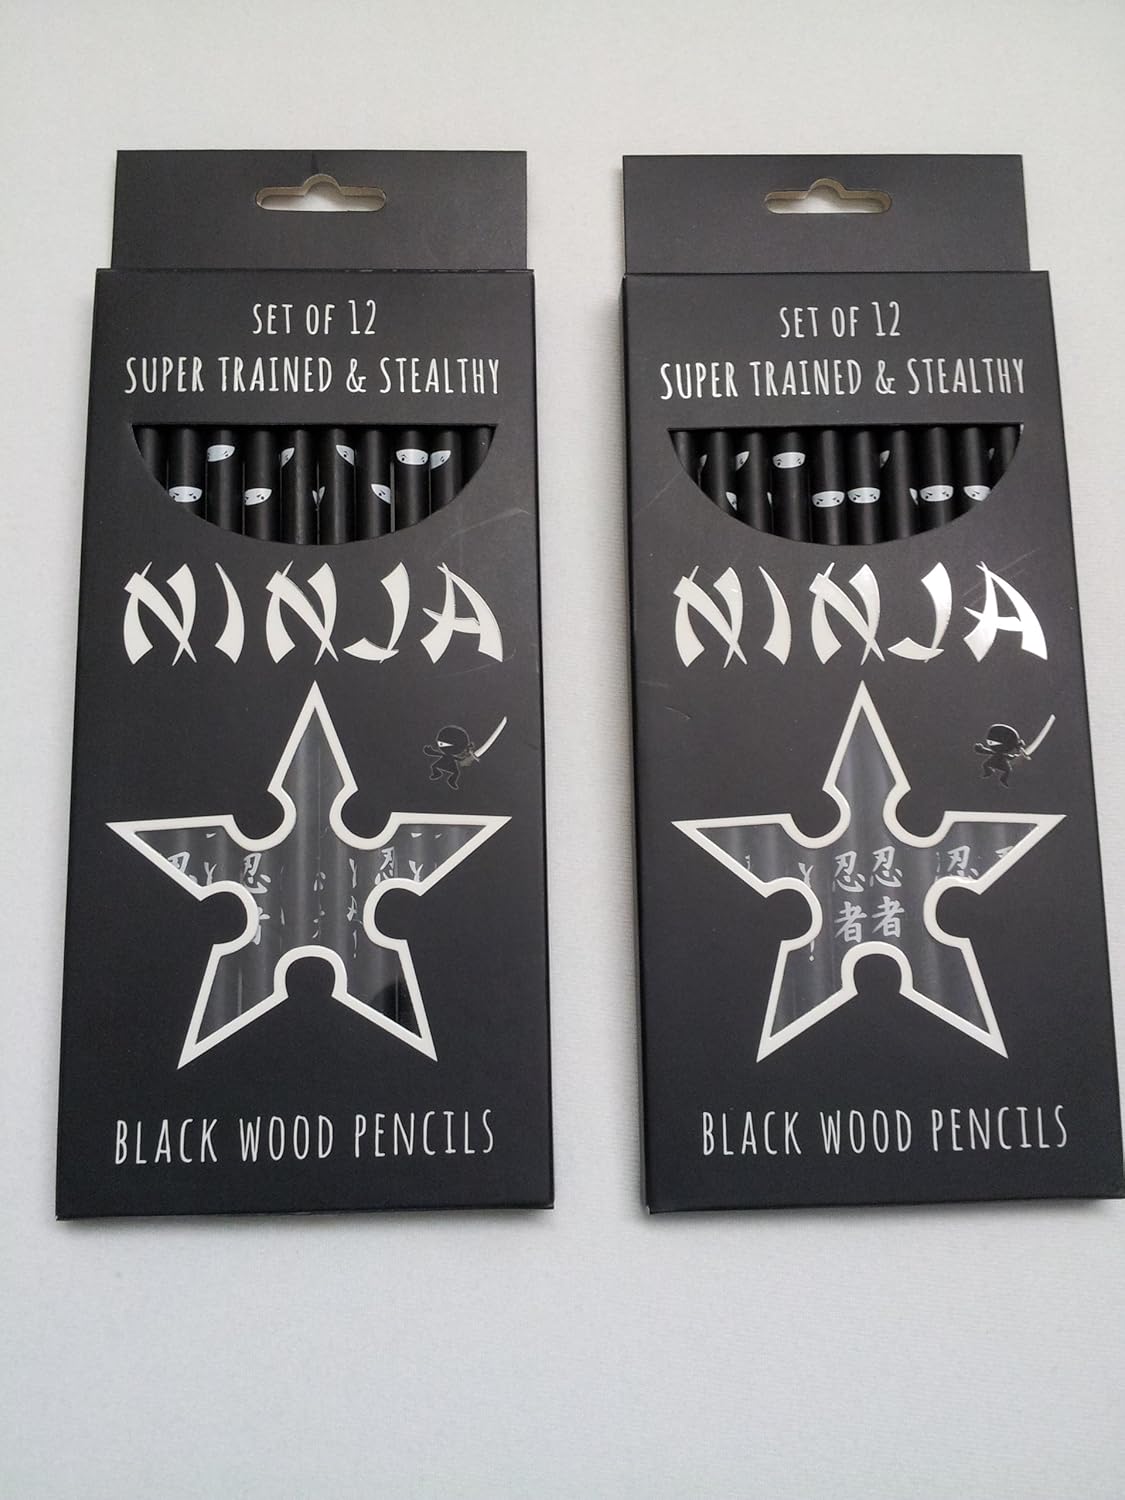 SET OF 12
SUPER TRAINED & STEALTHY
NINJA
忍
者
BLACK WOOD PENCILS
SET OF 12
SUPER TRAINED & STEALTHY
NINJA
忍 忍 忍
者 者
BLACK WOOD PENCILS